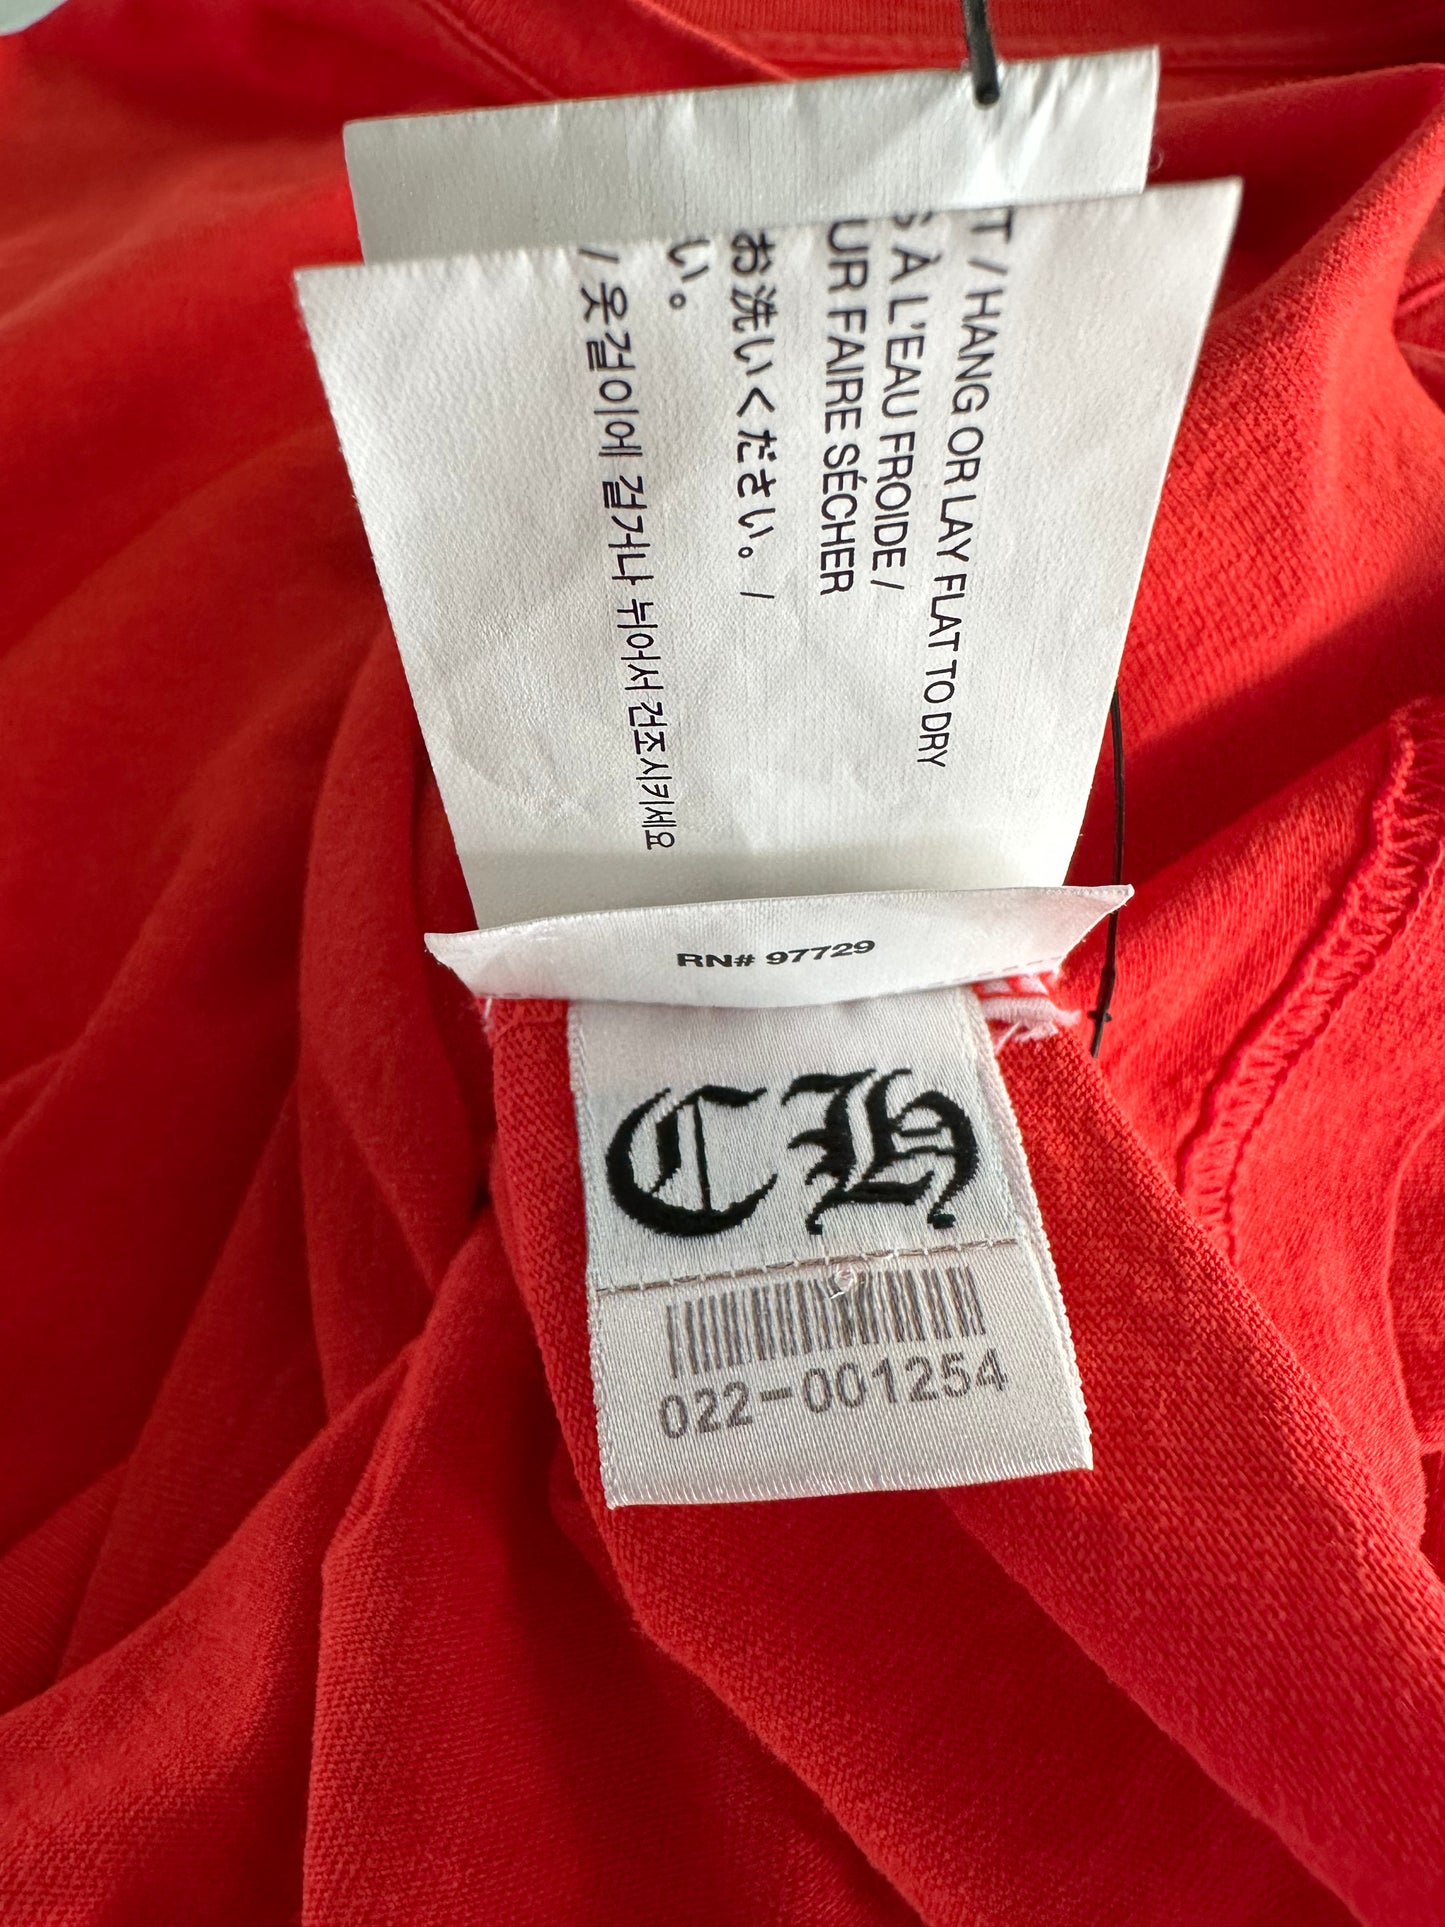 T / HANG OR LAY FLAT TO DRY
S À L'EAU FROIDE /
UR FAIRE SÉCHER
お洗いください。 /
い。
/ 옷걸이에 걸거나 뉘어서 건조시키세요
RN# 97729
CH
022-001254